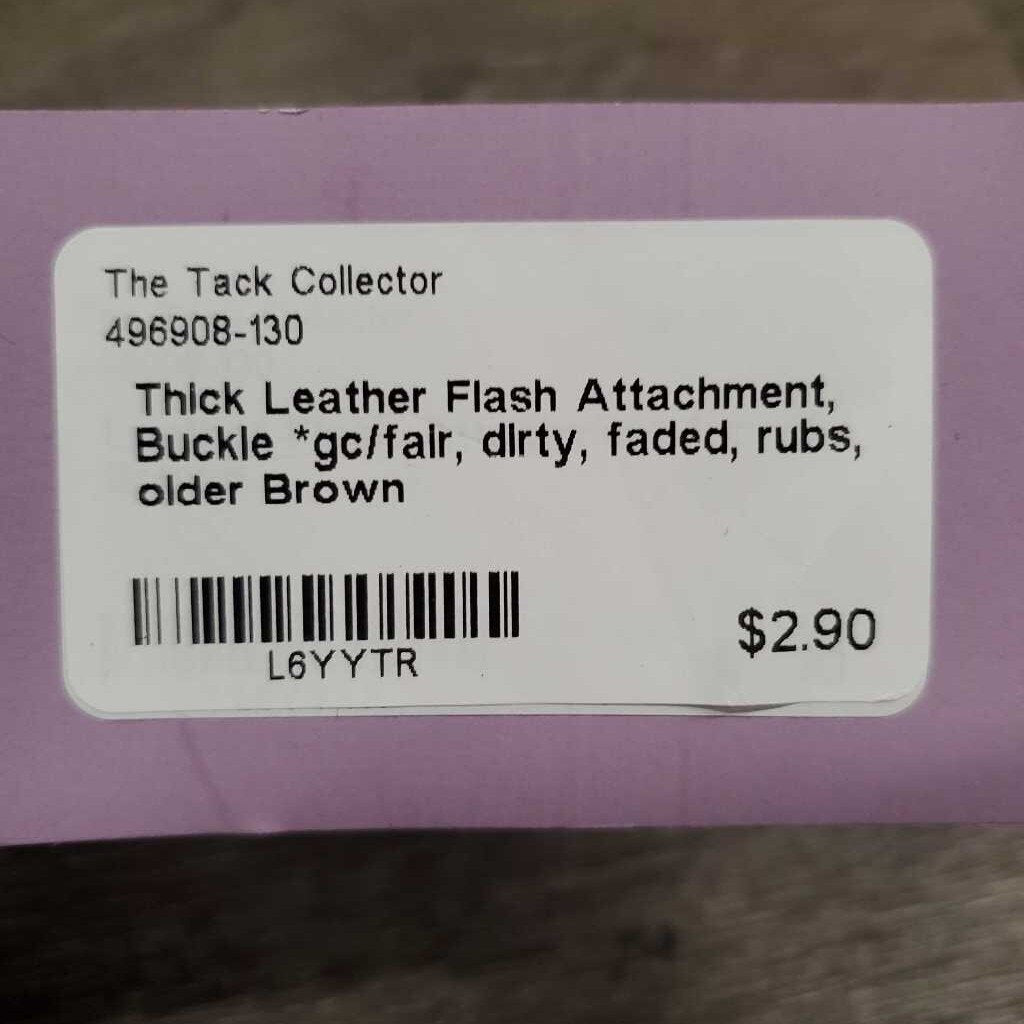 The Tack Collector
496908-130
Thick Leather Flash Attachment,
Buckle *gc/fair, dirty, faded, rubs,
older Brown
L6YYTR
$2.90